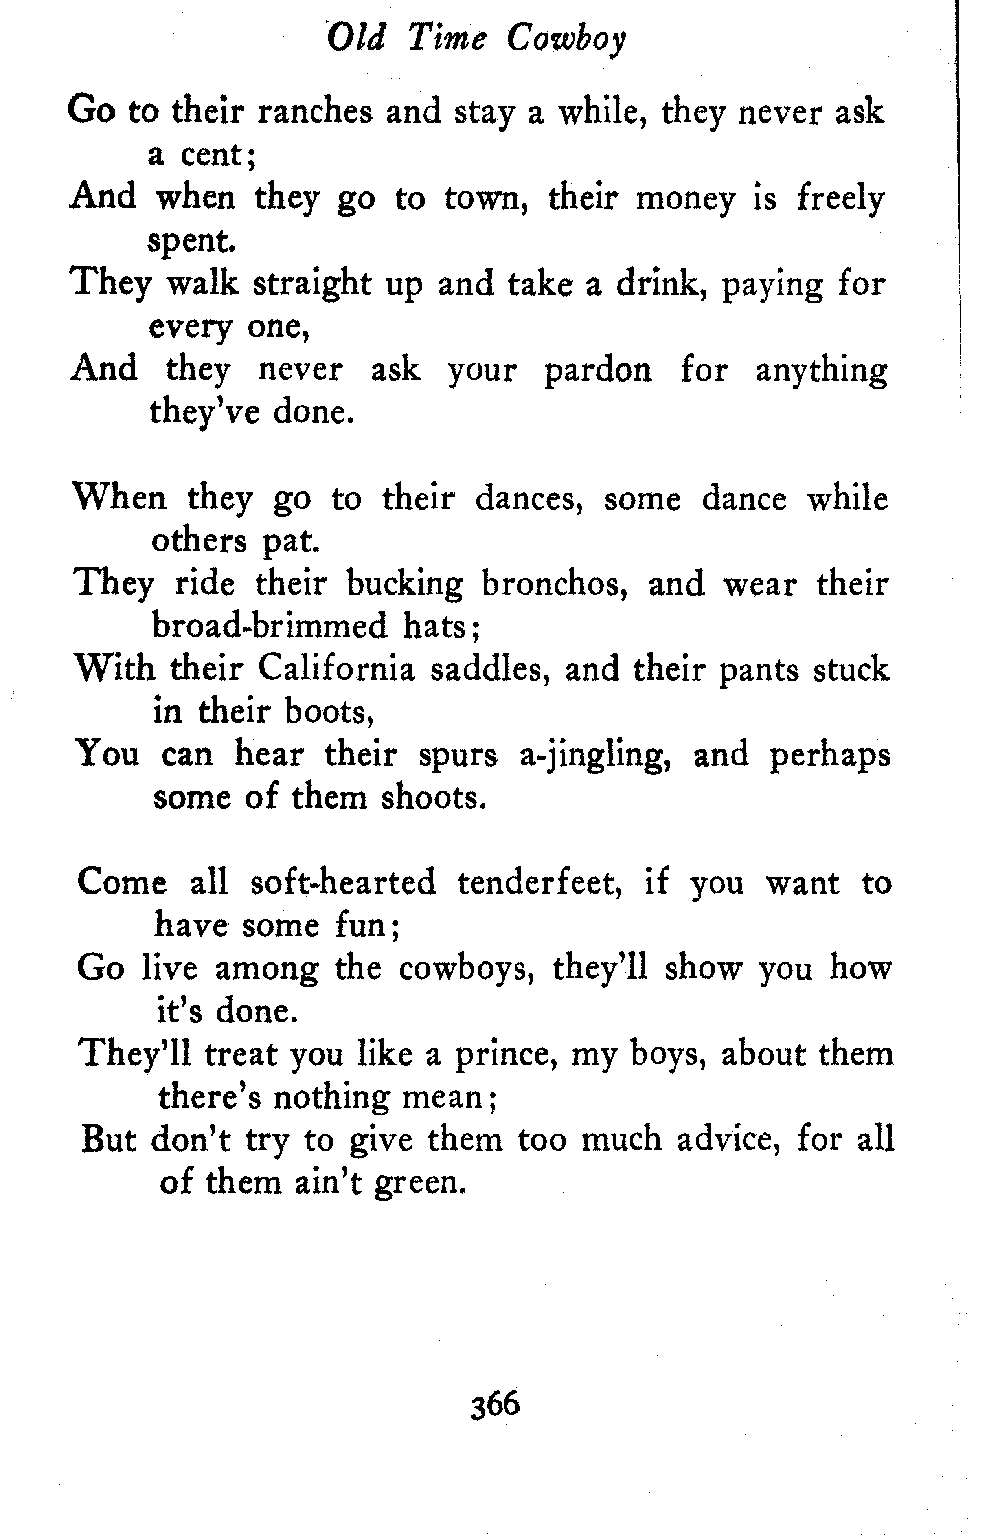 Old Time Cowboy
Go to their ranches and stay a while, they never ask
a cent;
And when they go to town, their money is freely
spent.
They walk straight up and take a drink, paying for
every one,
And they never ask your pardon for anything
they've done.
When they go to their dances, some dance while
others pat.
They ride their bucking bronchos, and wear their
broad-brimmed hats;
With their California saddles, and their pants stuck
in their boots,
You can hear their spurs a-jingling, and perhaps
some of them shoots.
Come all soft-hearted tenderfeet, if you want to
have some fun;
Go live among the cowboys, they'll show you how
it's done.
They'll treat you like a prince, my boys, about them
there's nothing mean;
But don't try to give them too much advice, for all
of them ain't green.
366